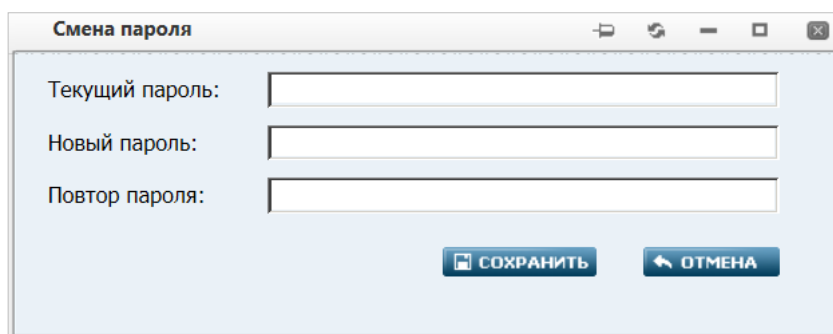 Смена пароля
Текущий пароль:
Новый пароль:
Повтор пароля:
СОХРАНИТЬ ОТМЕНА